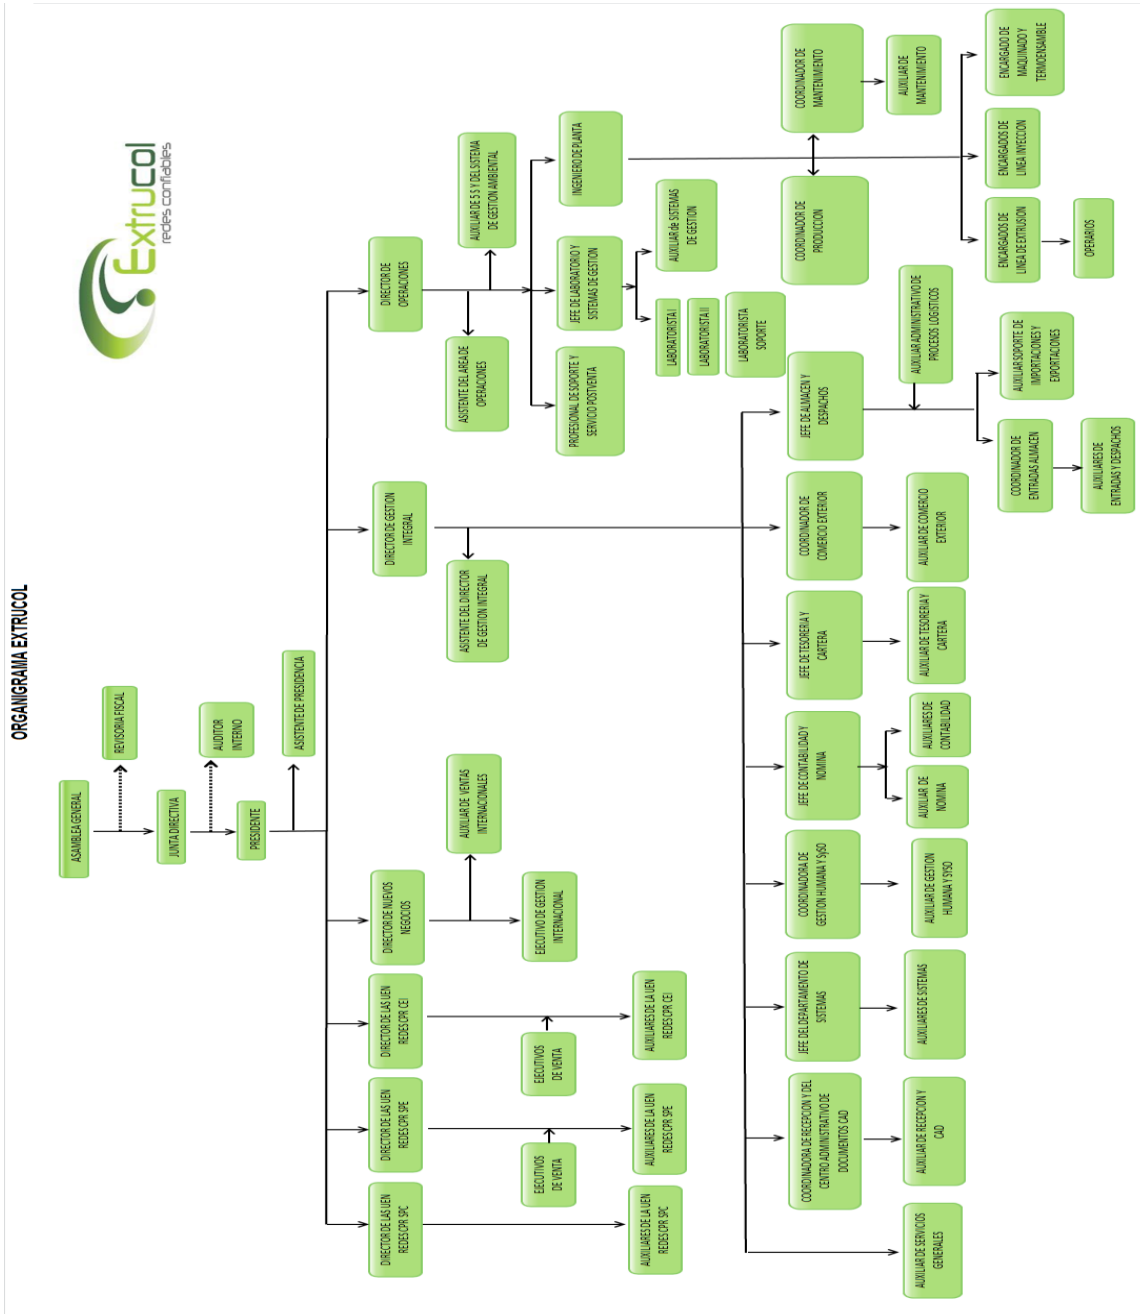 ORGANIGRAMA EXTRUCOL
Extrucol
redes confiables
ASAMBLEA GENERAL
REVISORIA FISCAL
JUNTA DIRECTIVA
AUDITOR
INTERNO
PRESIDENTE
ASISTENTE DE PRESIDENCIA
DIRECTOR DE LAS UEN
REDES CPR SPC
DIRECTOR DE LAS UEN
REDES CPR SPE
DIRECTOR DE LAS UEN
REDES CPR CEI
DIRECTOR DE NUEVOS
NEGOCIOS
DIRECTOR DE GESTION
INTEGRAL
DIRECTOR DE
OPERACIONES
AUXILIAR DE VENTAS
INTERNACIONALES
ASISTENTE DEL DIRECTOR
DE GESTION INTEGRAL
ASISTENTE DEL AREA DE
OPERACIONES
AUXILIAR DE 5 S Y DEL SISTEMA
DE GESTION AMBIENTAL
EJECUTIVOS
DE VENTA
EJECUTIVOS
DE VENTA
EJECUTIVO DE GESTION
INTERNACIONAL
PROFESIONAL DE SOPORTE Y
SERVICIO POSTVENTA
JEFE DE LABORATORIO Y
SISTEMAS DE GESTION
INGENIERO DE PLANTA
AUXILIARES DE LA UEN
REDES CPR SPC
AUXILIARES DE LA UEN
REDES CPR SPE
AUXILIARES DE LA UEN
REDES CPR CEI
LABORATORISTA I
LABORATORISTA II
LABORATORISTA
SOPORTE
AUXILIAR de SISTEMAS
DE GESTION
COORDINADORA DE RECEPCION Y DEL
CENTRO ADMINISTRATIVO DE
DOCUMENTOS CAD
JEFE DEL DEPARTAMENTO DE
SISTEMAS
COORDINADORA DE
GESTION HUMANA Y SySO
JEFE DE CONTABILIDAD Y
NOMINA
JEFE DE TESORERIA Y
CARTERA
COORDINADOR DE
COMERCIO EXTERIOR
JEFE DE ALMACEN Y
DESPACHOS
COORDINADOR DE
PRODUCCION
COORDINADOR DE
MANTENIMIENTO
AUXILIAR DE SERVICIOS
GENERALES
AUXILIAR DE RECEPCION Y
CAD
AUXILIARES DE SISTEMAS
AUXILIAR DE GESTION
HUMANA Y SYSO
AUXILIAR DE
NOMINA
AUXILIARES DE
CONTABILIDAD
AUXILIAR DE TESORERIA Y
CARTERA
AUXILIAR DE COMERCIO
EXTERIOR
AUXILIAR ADMINISTRATIVO DE
PROCESOS LOGISTICOS
AUXILIAR DE
MANTENIMIENTO
COORDINADOR DE
ENTRADAS ALMACEN
AUXILIAR SOPORTE DE
IMPORTACIONES Y
EXPORTACIONES
ENCARGADOS DE
LINEA DE EXTRUSION
ENCARGADOS DE
LINEA INYECCION
ENCARGADO DE
MAQUINADO Y
TERMOENSAMBLE
AUXILIARES DE
ENTRADAS Y DESPACHOS
OPERARIOS